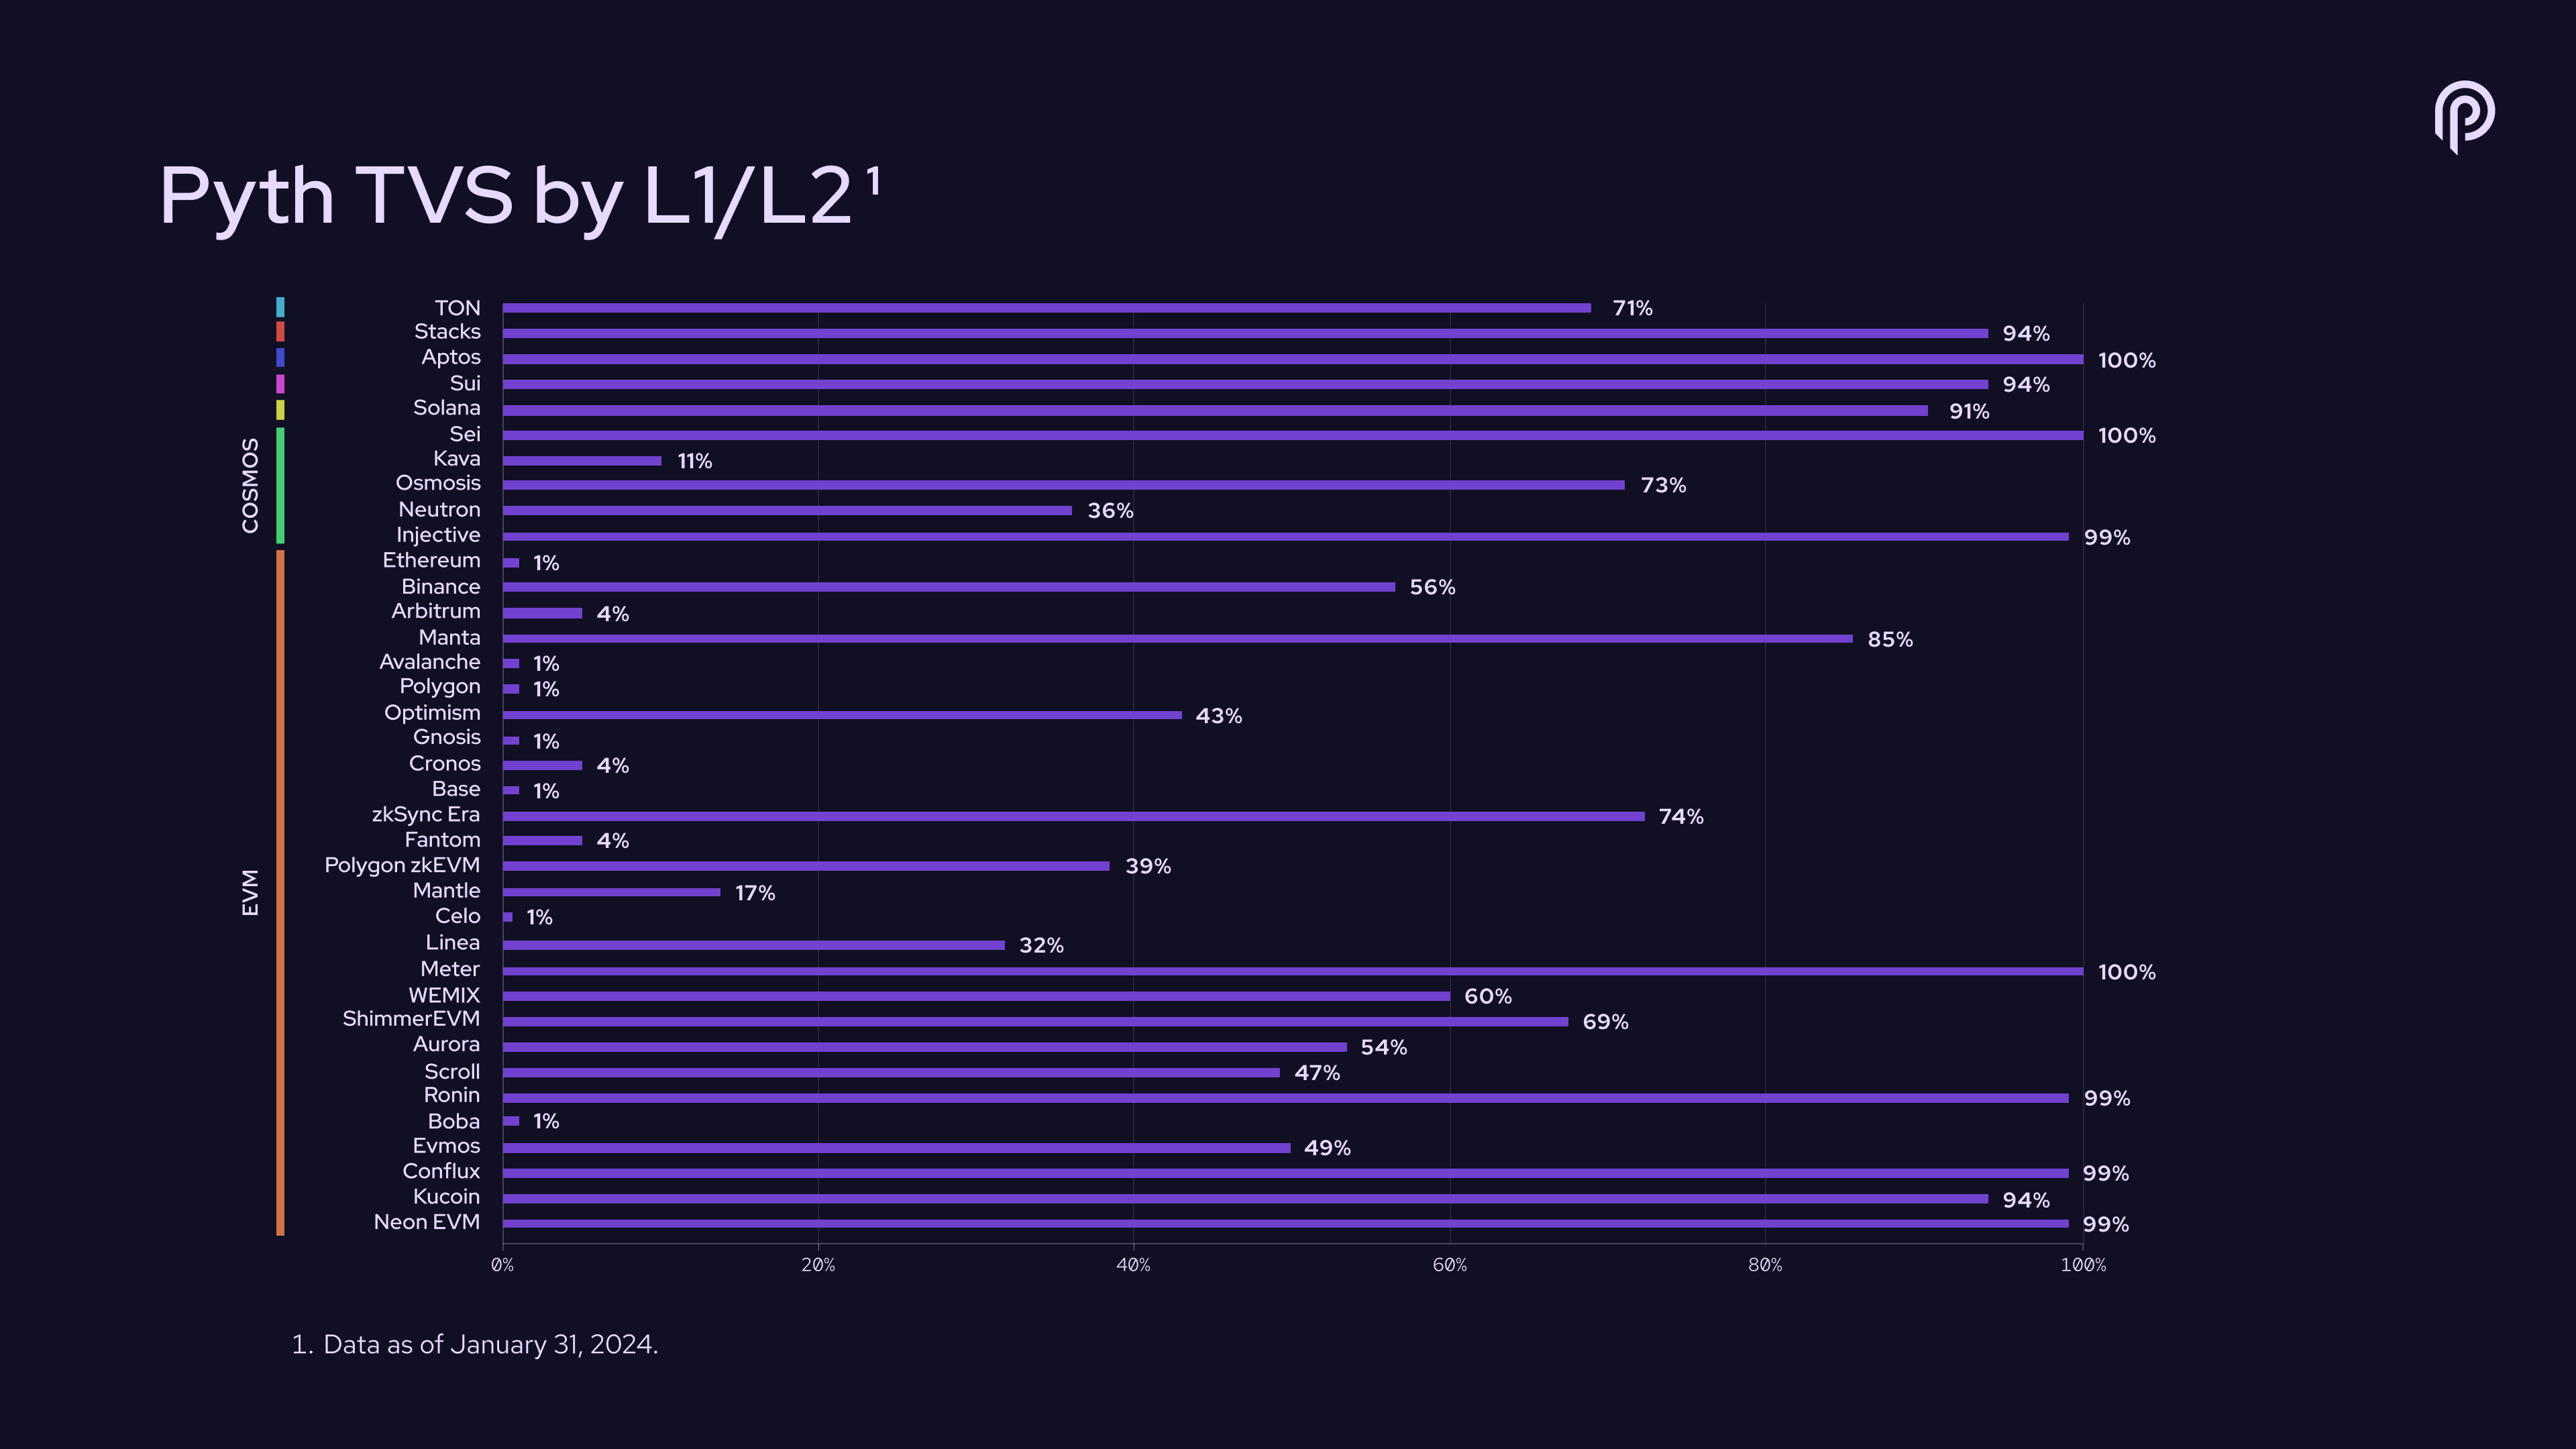 Pyth TVS by L1/L2 ¹
TON 71%
Stacks 94%
Aptos 100%
Sui 94%
Solana 91%
COSMOS
Sei 100%
Kava 11%
Osmosis 73%
Neutron 36%
Injective 99%
EVM
Ethereum 1%
Binance 56%
Arbitrum 4%
Manta 85%
Avalanche 1%
Polygon 1%
Optimism 43%
Gnosis 1%
Cronos 4%
Base 1%
zkSync Era 74%
Fantom 4%
Polygon zkEVM 39%
Mantle 17%
Celo 1%
Linea 32%
Meter 100%
WEMIX 60%
ShimmerEVM 69%
Aurora 54%
Scroll 47%
Ronin 99%
Boba 1%
Evmos 49%
Conflux 99%
Kucoin 94%
Neon EVM 99%
0% 20% 40% 60% 80% 100%
1. Data as of January 31, 2024.